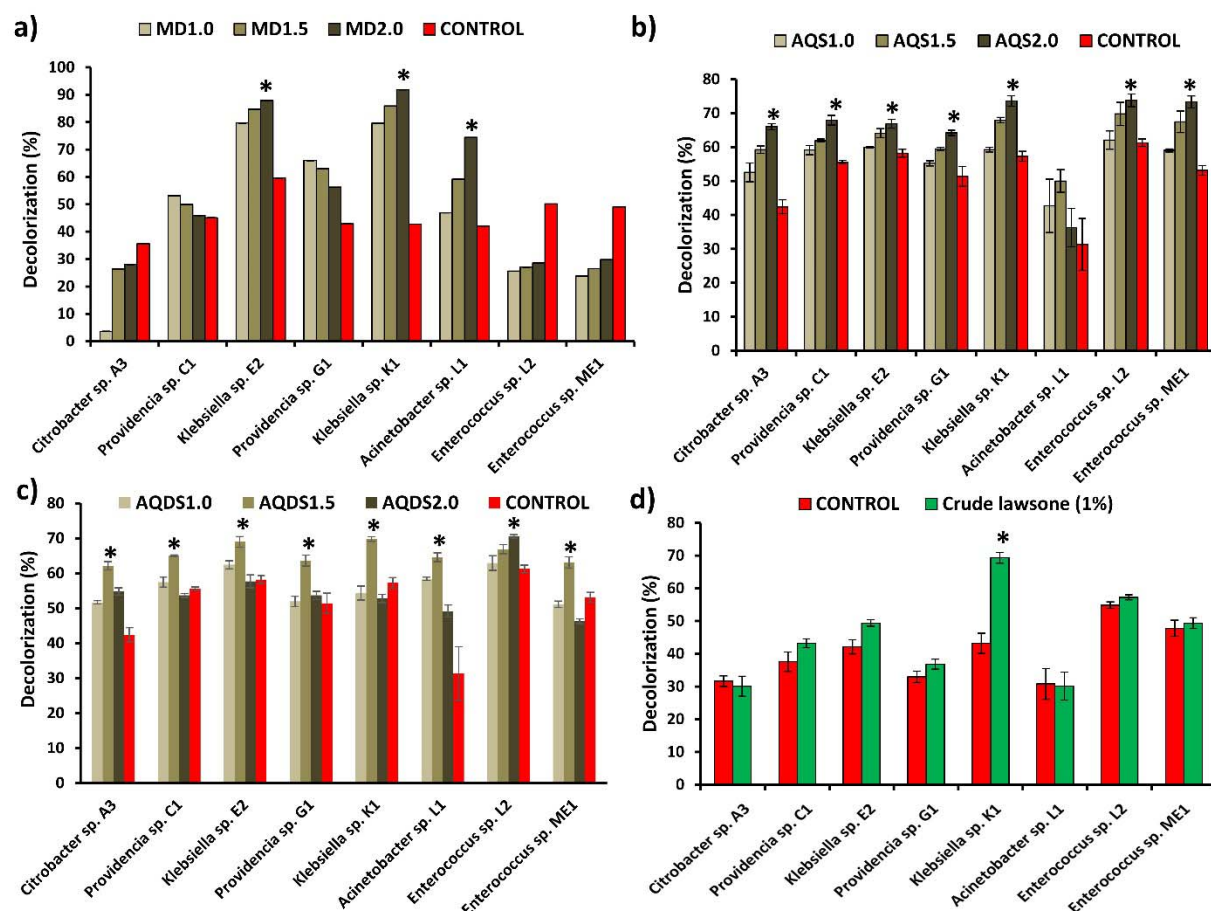 a)
MD1.0 MD1.5 MD2.0 CONTROL
Decolorization (%)
100
90
80
70
60
50
40
30
20
10
0
* * *
Citrobacter sp. A3
Providencia sp. C1
Klebsiella sp. E2
Providencia sp. G1
Klebsiella sp. K1
Acinetobacter sp. L1
Enterococcus sp. L2
Enterococcus sp. ME1
b)
AQS1.0 AQS1.5 AQS2.0 CONTROL
Decolorization (%)
80
70
60
50
40
30
20
10
0
* * * * * * *
Citrobacter sp. A3
Providencia sp. C1
Klebsiella sp. E2
Providencia sp. G1
Klebsiella sp. K1
Acinetobacter sp. L1
Enterococcus sp. L2
Enterococcus sp. ME1
c)
AQDS1.0 AQDS1.5 AQDS2.0 CONTROL
Decolorization (%)
80
70
60
50
40
30
20
10
0
* * * * * * * *
Citrobacter sp. A3
Providencia sp. C1
Klebsiella sp. E2
Providencia sp. G1
Klebsiella sp. K1
Acinetobacter sp. L1
Enterococcus sp. L2
Enterococcus sp. ME1
d)
CONTROL Crude lawsone (1%)
Decolorization (%)
80
70
60
50
40
30
20
10
0
*
Citrobacter sp. A3
Providencia sp. C1
Klebsiella sp. E2
Providencia sp. G1
Klebsiella sp. K1
Acinetobacter sp. L1
Enterococcus sp. L2
Enterococcus sp. ME1